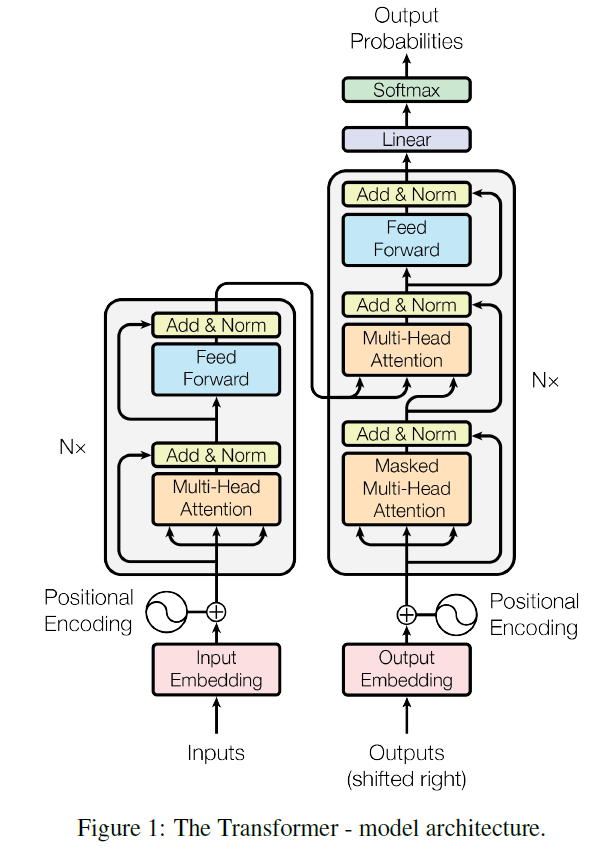 Output
Probabilities
Softmax
Linear
Add & Norm
Feed
Forward
Add & Norm
Multi-Head
Attention
Nx
Add & Norm
Masked
Multi-Head
Attention
Add & Norm
Feed
Forward
Nx
Add & Norm
Multi-Head
Attention
Positional
Encoding
Positional
Encoding
Input
Embedding
Output
Embedding
Inputs
Outputs
(shifted right)
Figure 1: The Transformer - model architecture.